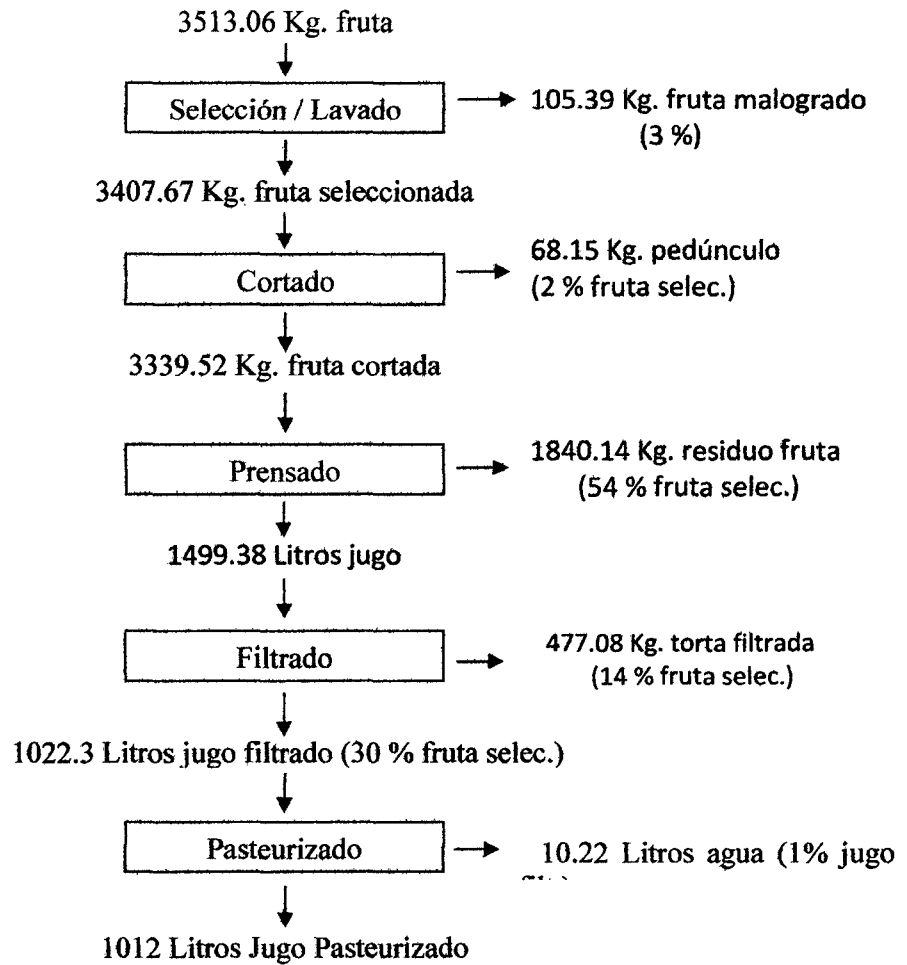 3513.06 Kg. fruta
Selección / Lavado
105.39 Kg. fruta malogrado
(3 %)
3407.67 Kg. fruta seleccionada
Cortado
68.15 Kg. pedúnculo
(2 % fruta selec.)
3339.52 Kg. fruta cortada
Prensado
1840.14 Kg. residuo fruta
(54 % fruta selec.)
1499.38 Litros jugo
Filtrado
477.08 Kg. torta filtrada
(14 % fruta selec.)
1022.3 Litros jugo filtrado (30 % fruta selec.)
Pasteurizado
10.22 Litros agua (1% jugo
1012 Litros Jugo Pasteurizado